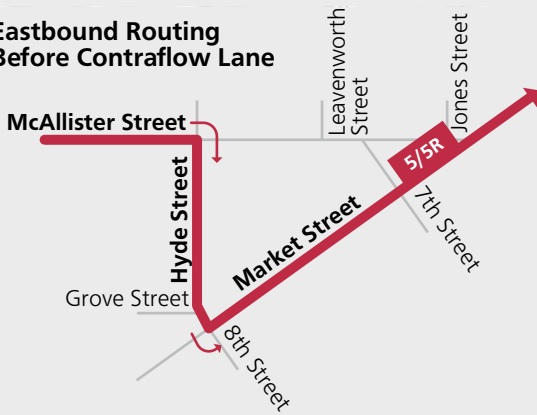 Eastbound Routing
Before Contraflow Lane
Leavenworth
Street
Jones Street
McAllister Street
5/5R
Hyde Street
7th Street
Market Street
Grove Street
8th Street